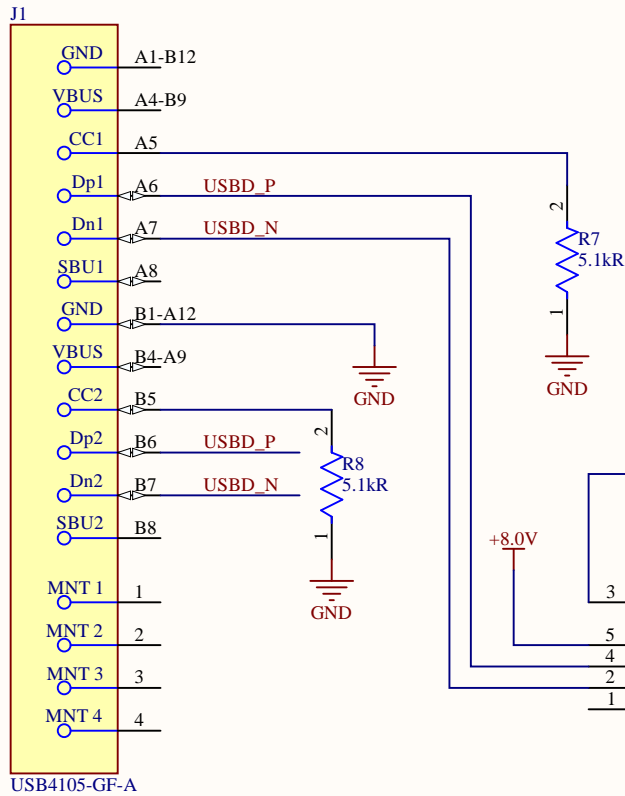 J1
GND A1-B12
VBUS A4-B9
CC1 A5
Dp1 A6 USBD_P
Dn1 A7 USBD_N
2
R7
5.1kR
1
GND
SBU1 A8
GND B1-A12
GND
VBUS B4-A9
CC2 B5
Dp2 B6 USBD_P
2
R8
5.1kR
1
GND
Dn2 B7 USBD_N
SBU2 B8
+8.0V
MNT 1 1
3
MNT 2 2
5
4
MNT 3 3
2
1
MNT 4 4
USB4105-GF-A